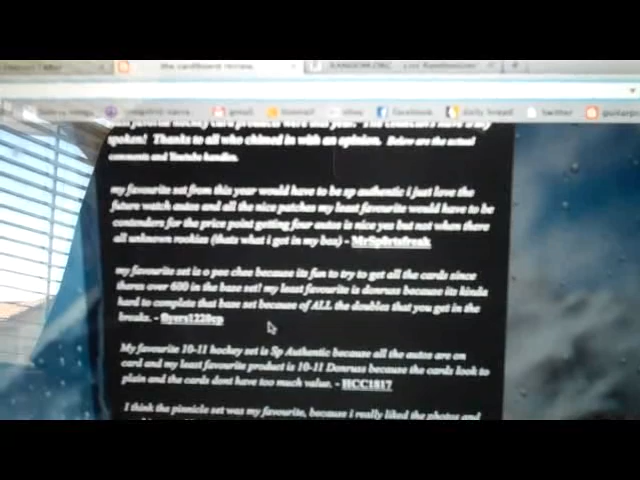 the cardboard review
RANDOM.ORG - List Randomizer
gmail
ebay
facebook
daily bread
twitter
spoken! Thanks to all who chimed in with an opinion. Below are the actual
comments and Youtube handles.
my favourite set from this year would have to be sp authentic i just love the
future watch autos and all the nice patches my least favourite would have to be
contenders for the price point getting four autos is nice yes but not when there
all unknown rookies (thats what i got in my box) - MrSp0rtsfreak
my favourite set is o pee chee because its fun to try to get all the cards since
theres over 600 in the base set! my least favourite is donruss because its kinda
hard to complete that base set because of ALL the doubles that you get in the
breaks. - flyers1220cp
My favourite 10-11 hockey set is Sp Authentic because all the autos are on
card and my least favourite product is 10-11 Donruss because the cards look to
plain and the cards dont have too much value. - HCC1817
I think the pinnicle set was my favourite, because i really liked the photos and